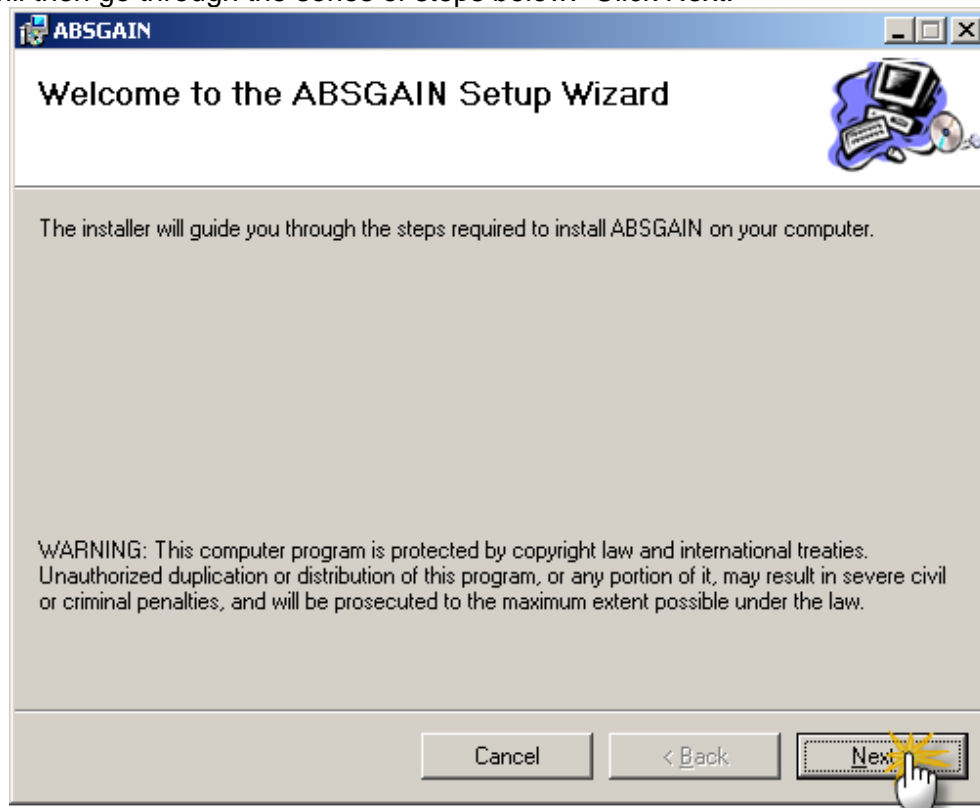 ABSGAIN
Welcome to the ABSGAIN Setup Wizard
The installer will guide you through the steps required to install ABSGAIN on your computer.
WARNING: This computer program is protected by copyright law and international treaties.
Unauthorized duplication or distribution of this program, or any portion of it, may result in severe civil
or criminal penalties, and will be prosecuted to the maximum extent possible under the law.
Cancel
< Back
Next